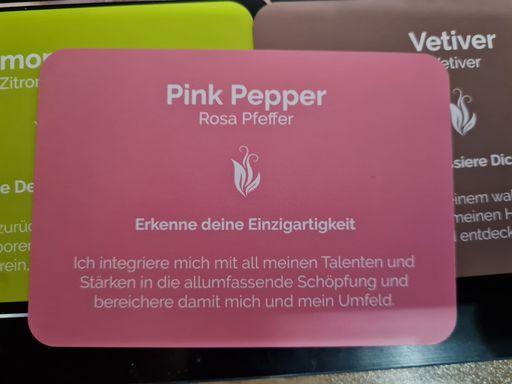 Pink Pepper
Rosa Pfeffer
Erkenne deine Einzigartigkeit
Ich integriere mich mit all meinen Talenten und
Stärken in die allumfassende Schöpfung und
bereichere damit mich und mein Umfeld.
Vetiver
Vetiver